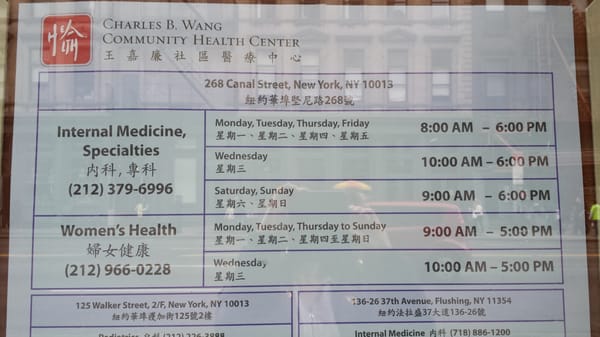 CHARLES B. WANG
COMMUNITY HEALTH CENTER
王嘉廉社區醫療中心
268 Canal Street, New York, NY 10013
紐約華埠堅尼路268號
Internal Medicine,
Specialties
內科, 專科
(212) 379-6996
Monday, Tuesday, Thursday, Friday
星期一、星期二、星期四、星期五
8:00 AM – 6:00 PM
Wednesday
星期三
10:00 AM – 6:00 PM
Saturday, Sunday
星期六、星期日
9:00 AM – 6:00 PM
Women's Health
婦女健康
(212) 966-0228
Monday, Tuesday, Thursday to Sunday
星期一、星期二、星期四至星期日
9:00 AM – 5:00 PM
Wednesday
星期三
10:00 AM – 5:00 PM
125 Walker Street, 2/F, New York, NY 10013
紐約華埠獲加街125號2樓
Pediatrics 兒科 (212) 226-3888
136-26 37th Avenue, Flushing, NY 11354
紐約法拉盛37大道136-26號
Internal Medicine 內科 (718) 886-1200